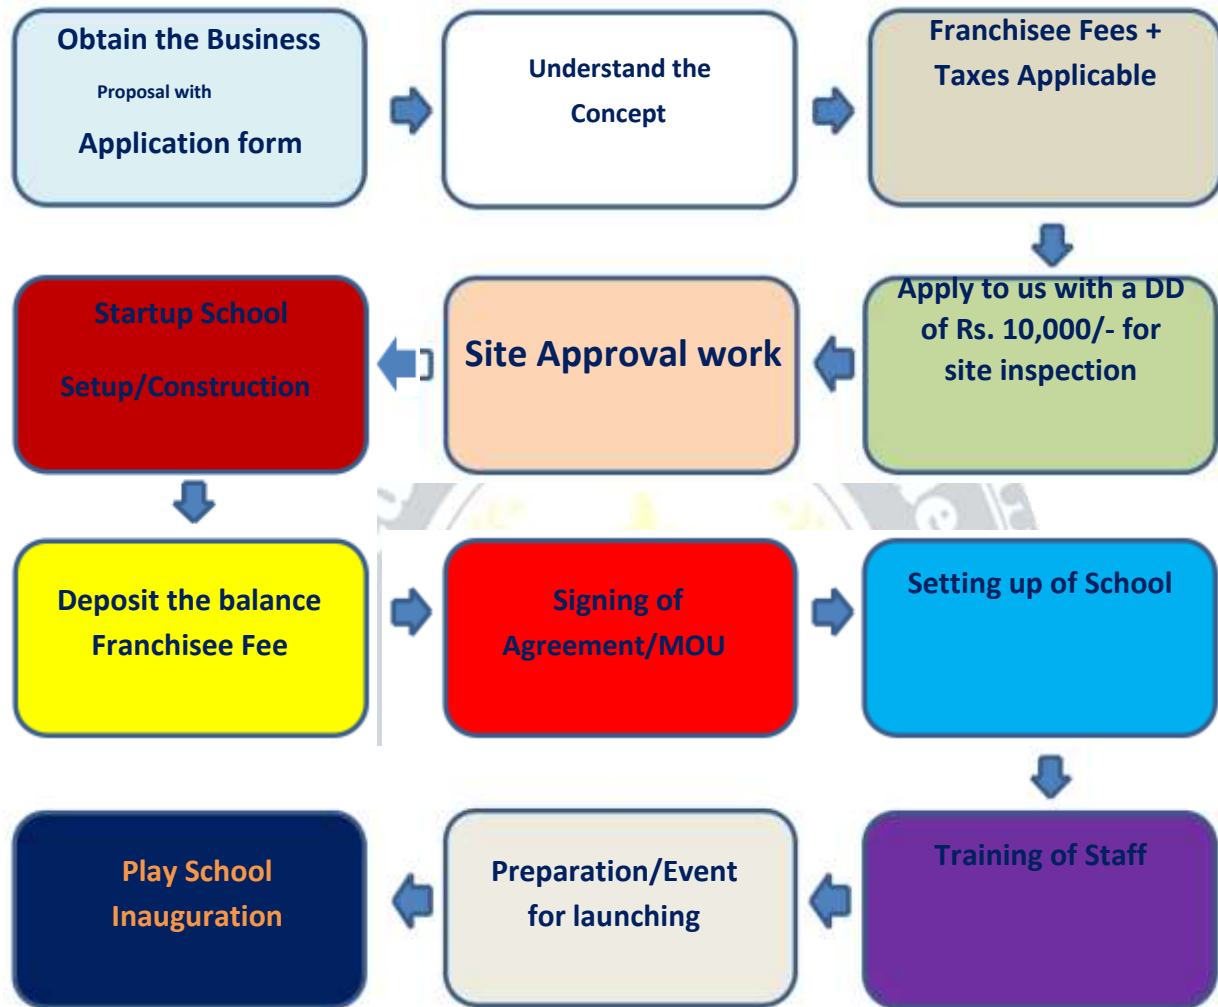 Obtain the Business
Proposal with
Application form
Understand the
Concept
Franchisee Fees +
Taxes Applicable
Apply to us with a DD
of Rs. 10,000/- for
site inspection
Site Approval work
Startup School
Setup/Construction
Deposit the balance
Franchisee Fee
Signing of
Agreement/MOU
Setting up of School
Training of Staff
Preparation/Event
for launching
Play School
Inauguration